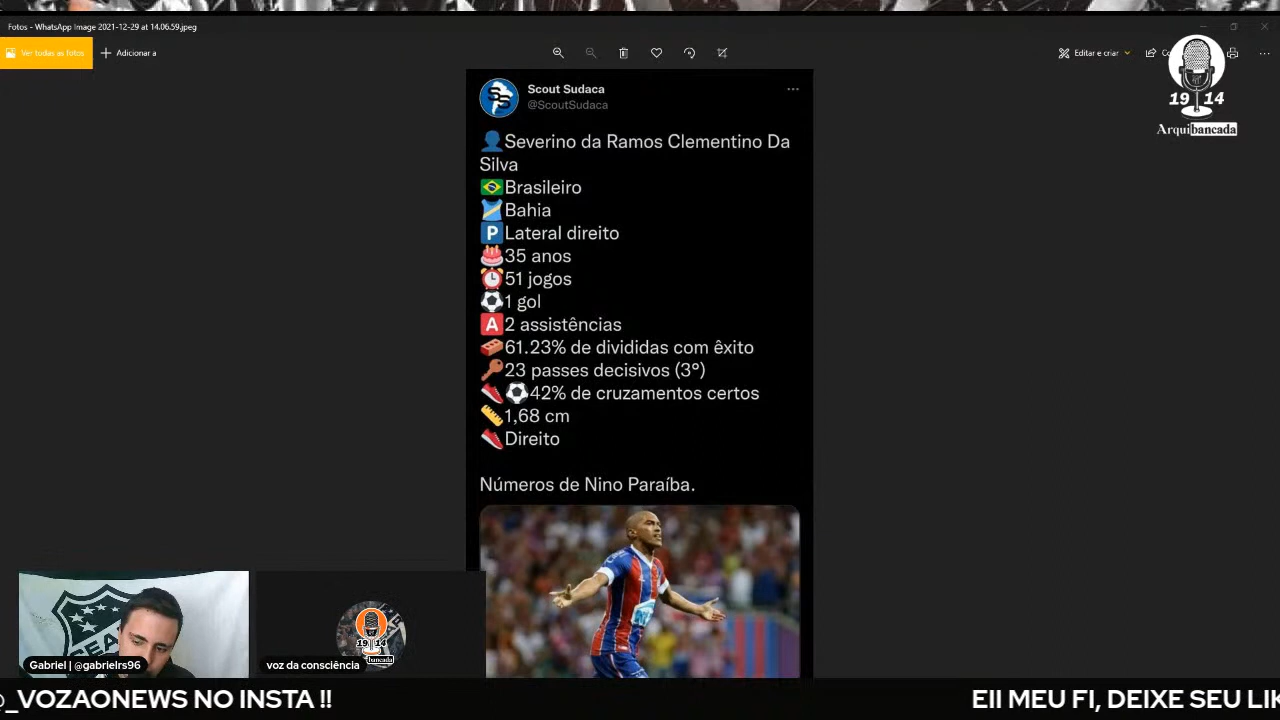 Fotos - WhatsApp Image 2021-12-29 at 14.06.59.jpeg
Ver todas as fotos
Adicionar a
Editar e criar
19 14
Arquibancada
Scout Sudaca
@ScoutSudaca
Severino da Ramos Clementino Da
Silva
Brasileiro
Bahia
P Lateral direito
35 anos
51 jogos
1 gol
A 2 assistências
61.23% de divididas com êxito
23 passes decisivos (3º)
42% de cruzamentos certos
1,68 cm
Direito
Números de Nino Paraíba.
Gabriel | @gabrielrs96
voz da consciência
19 14
@_VOZAONEWS NO INSTA !!
EII MEU FI, DEIXE SEU LIK